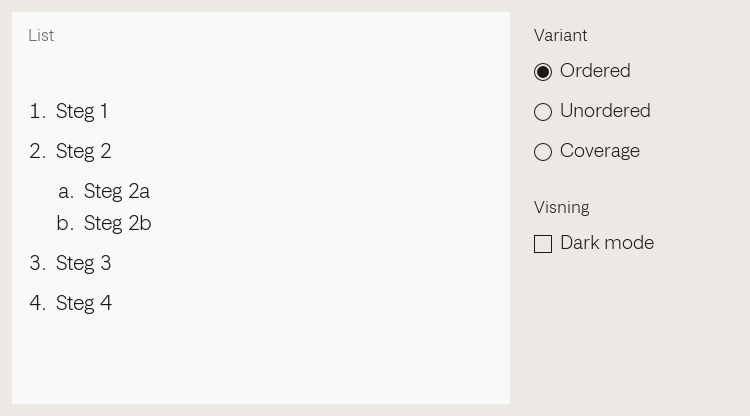 List
1. Steg 1
2. Steg 2
a. Steg 2a
b. Steg 2b
3. Steg 3
4. Steg 4
Variant
Ordered
Unordered
Coverage
Visning
Dark mode